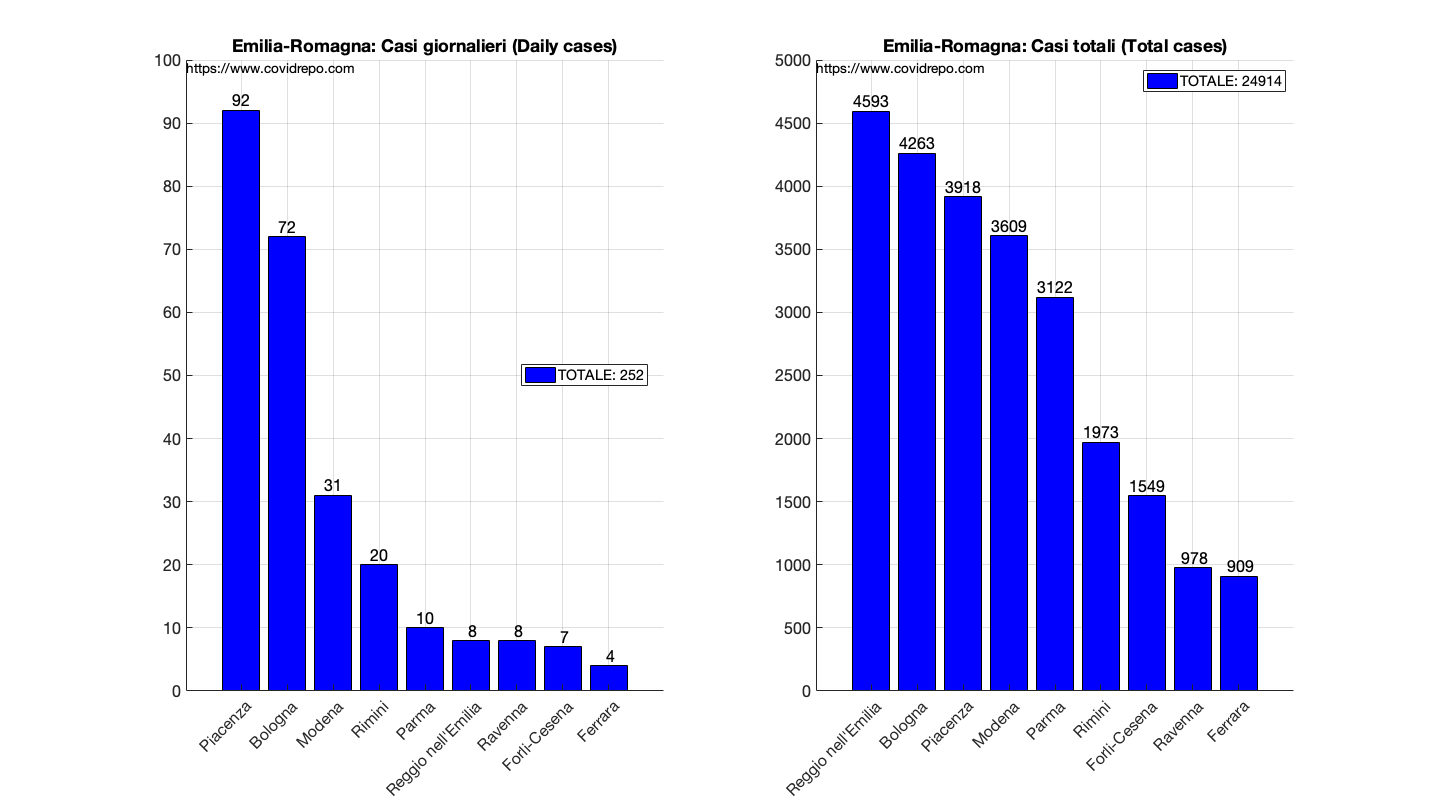 Emilia-Romagna: Casi giornalieri (Daily cases)
https://www.covidrepo.com
100
90
80
70
60
50
40
30
20
10
0
92
72
31
20
10
8
8
7
4
TOTALE: 252
Piacenza
Bologna
Modena
Rimini
Parma
Reggio nell'Emilia
Ravenna
Forlì-Cesena
Ferrara
Emilia-Romagna: Casi totali (Total cases)
https://www.covidrepo.com
TOTALE: 24914
5000
4500
4000
3500
3000
2500
2000
1500
1000
500
0
4593
4263
3918
3609
3122
1973
1549
978
909
Reggio nell'Emilia
Bologna
Piacenza
Modena
Parma
Rimini
Forlì-Cesena
Ravenna
Ferrara